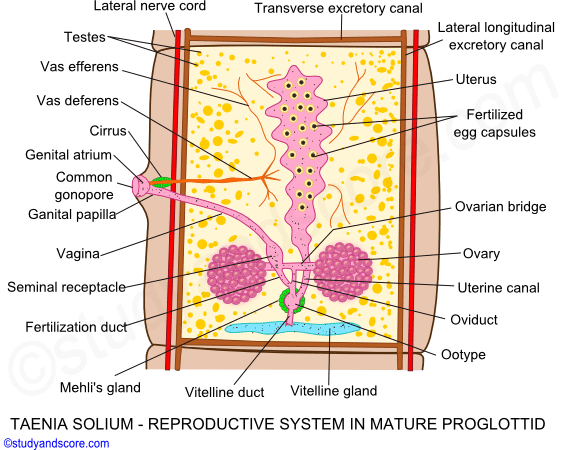 Lateral nerve cord
Transverse excretory canal
Testes
Lateral longitudinal
excretory canal
Vas efferens
Uterus
Vas deferens
Fertilized
egg capsules
Cirrus
Genital atrium
Common
gonopore
Ganital papilla
Ovarian bridge
Vagina
Ovary
Seminal receptacle
Uterine canal
Fertilization duct
Oviduct
Ootype
Mehli's gland
Vitelline duct
Vitelline gland
TAENIA SOLIUM - REPRODUCTIVE SYSTEM IN MATURE PROGLOTTID
©studyandscore.com
©studyandscore.com